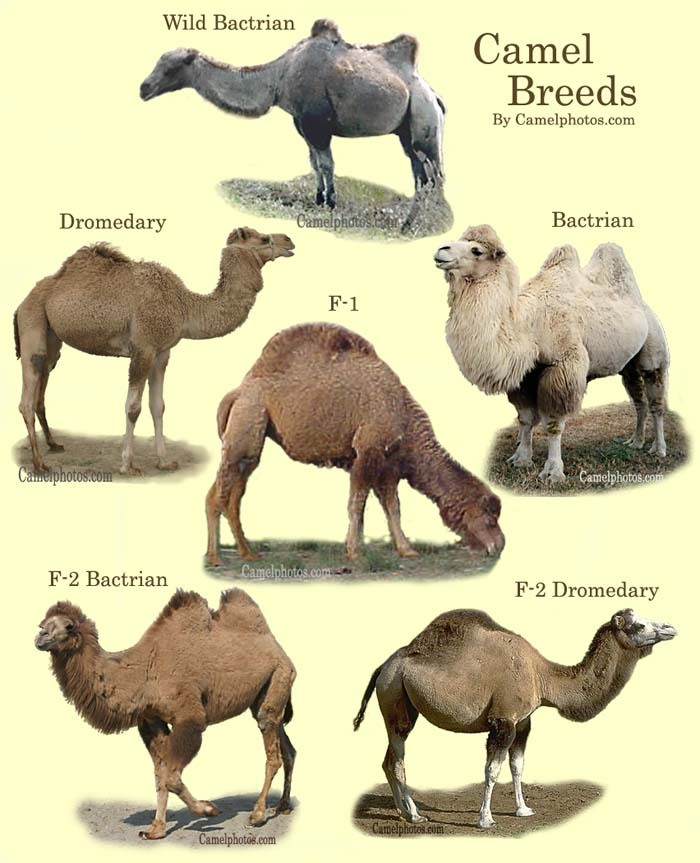 Wild Bactrian
Camel
Breeds
By Camelphotos.com
Camelphotos.com
Dromedary
Bactrian
F-1
Camelphotos.com
Camelphotos.com
Camelphotos.com
F-2 Bactrian
F-2 Dromedary
Camelphotos.com
Camelphotos.com